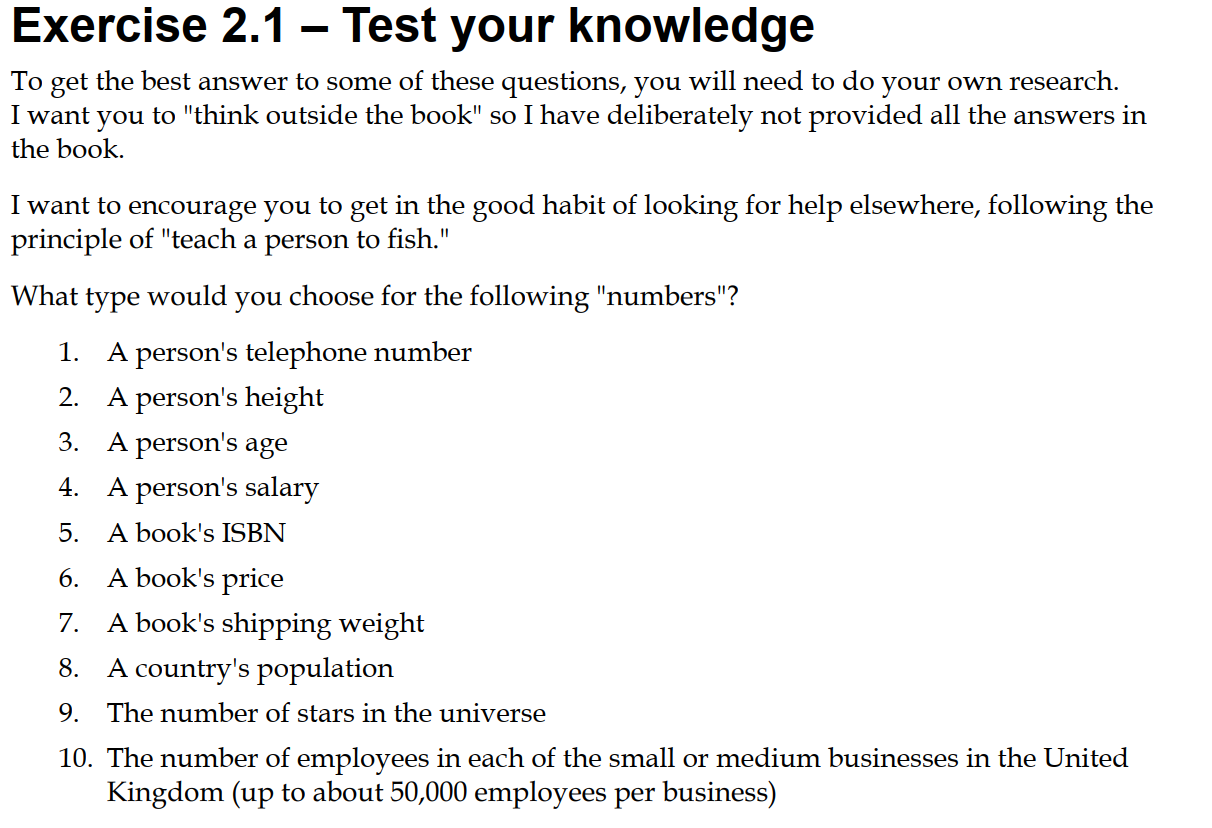 Exercise 2.1 – Test your knowledge
To get the best answer to some of these questions, you will need to do your own research.
I want you to "think outside the book" so I have deliberately not provided all the answers in
the book.
I want to encourage you to get in the good habit of looking for help elsewhere, following the
principle of "teach a person to fish."
What type would you choose for the following "numbers"?
1. A person's telephone number
2. A person's height
3. A person's age
4. A person's salary
5. A book's ISBN
6. A book's price
7. A book's shipping weight
8. A country's population
9. The number of stars in the universe
10. The number of employees in each of the small or medium businesses in the United
Kingdom (up to about 50,000 employees per business)